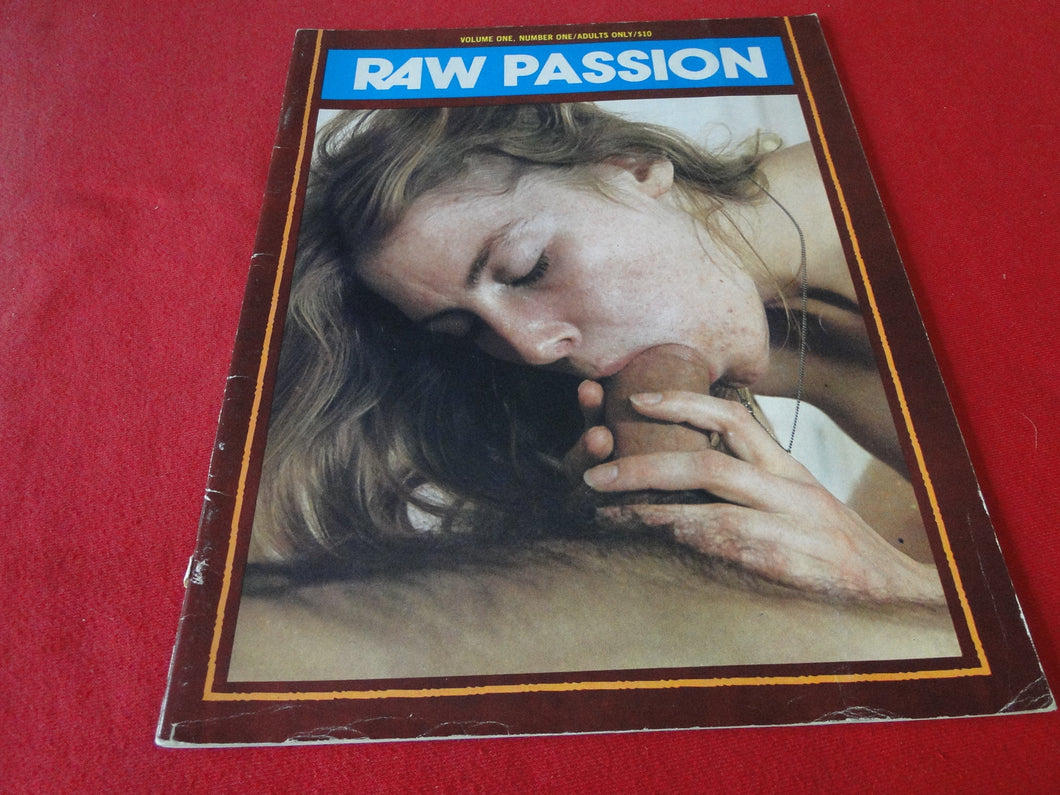 VOLUME ONE, NUMBER ONE/ADULTS ONLY/$10
RAW PASSION